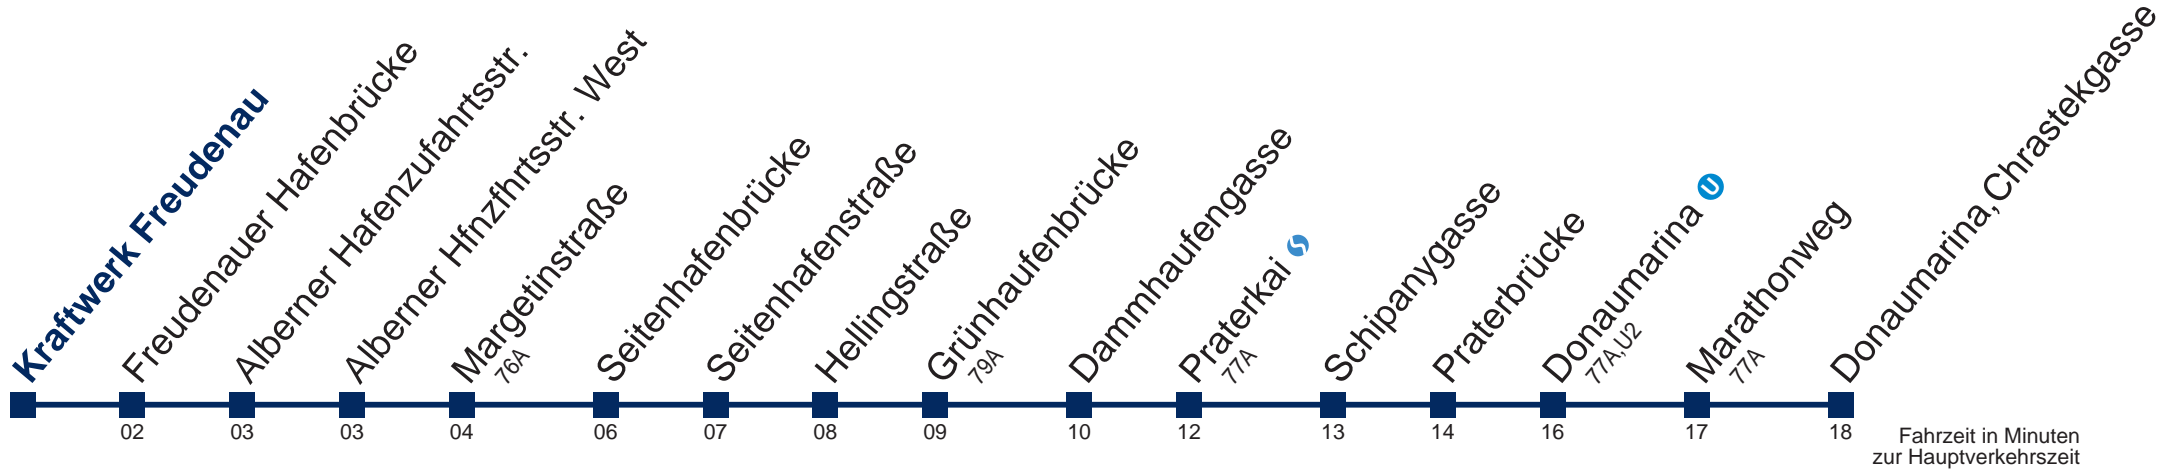 Kraftwerk Freudenau
Freudenauer Hafenbrücke
Alberner Hafenzufahrtsstr.
Alberner Hfnzfhrtsstr. West
Margetinstraße
76A
Seitenhafenbrücke
Seitenhafenstraße
Hellingstraße
Grünhaufenbrücke
79A
Dammhaufengasse
Praterkai
77A
Schipanygasse
Praterbrücke
Donaumarina U
77A,U2
Marathonweg
77A
Donaumarina, Chrastekgasse
02 03 03 04 06 07 08 09 10 12 13 14 16 17 18
Fahrzeit in Minuten
zur Hauptverkehrszeit